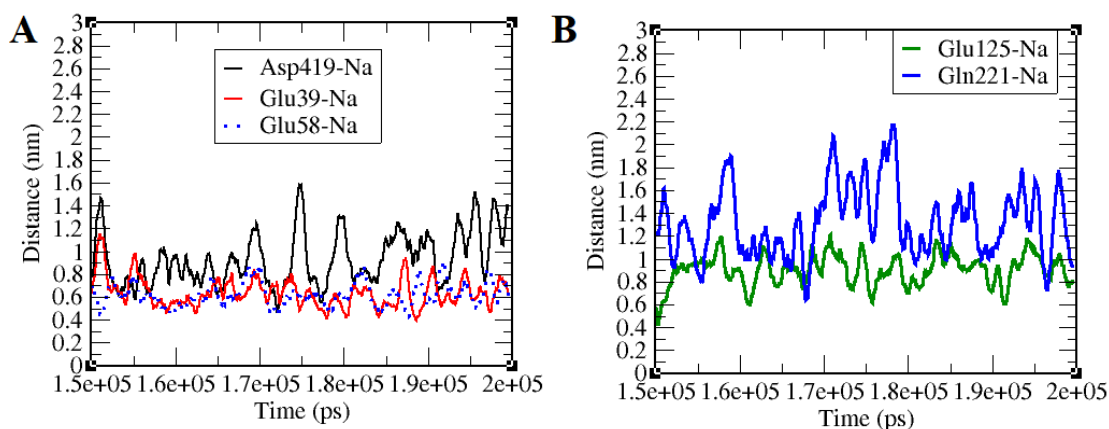 A
3
2.8
2.6
2.4
2.2
2
1.8
1.6
1.4
1.2
1
0.8
0.6
0.4
0.2
0
Distance (nm)
Asp419-Na
Glu39-Na
Glu58-Na
1.5e+05 1.6e+05 1.7e+05 1.8e+05 1.9e+05 2e+05
Time (ps)
B
3
2.8
2.6
2.4
2.2
2
1.8
1.6
1.4
1.2
1
0.8
0.6
0.4
0.2
0
Distance (nm)
Glu125-Na
Gln221-Na
1.5e+05 1.6e+05 1.7e+05 1.8e+05 1.9e+05 2e+05
Time (ps)